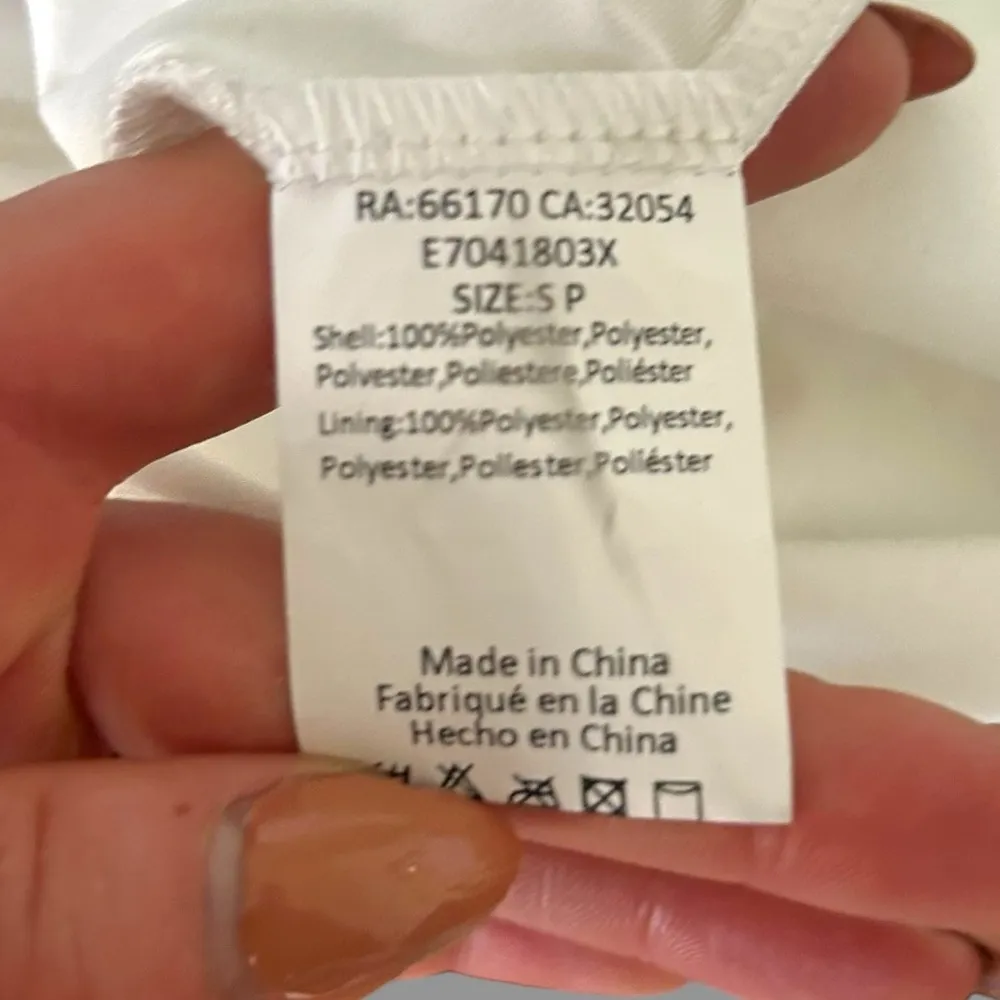 RA:66170 CA:32054
E7041803X
SIZE:S P
Shell:100%Polyester,Polyester,
Polvester,Poliestere,Poliéster
Lining:100%Polyester,Polyester,
Polyester,Poliester,Poliéster
Made in China
Fabriqué en la Chine
Hecho en China